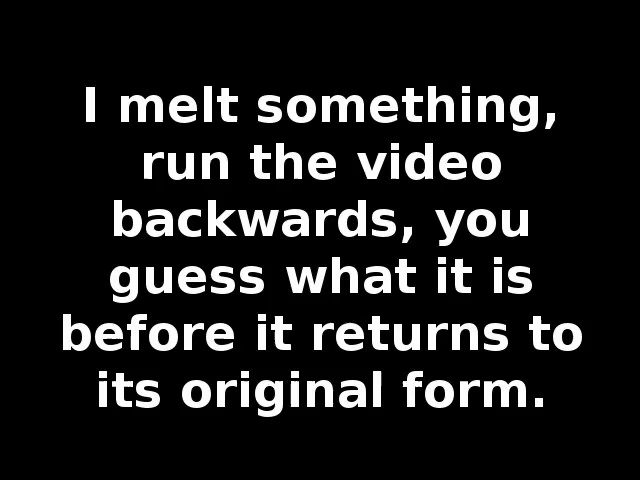 I melt something,
run the video
backwards, you
guess what it is
before it returns to
its original form.